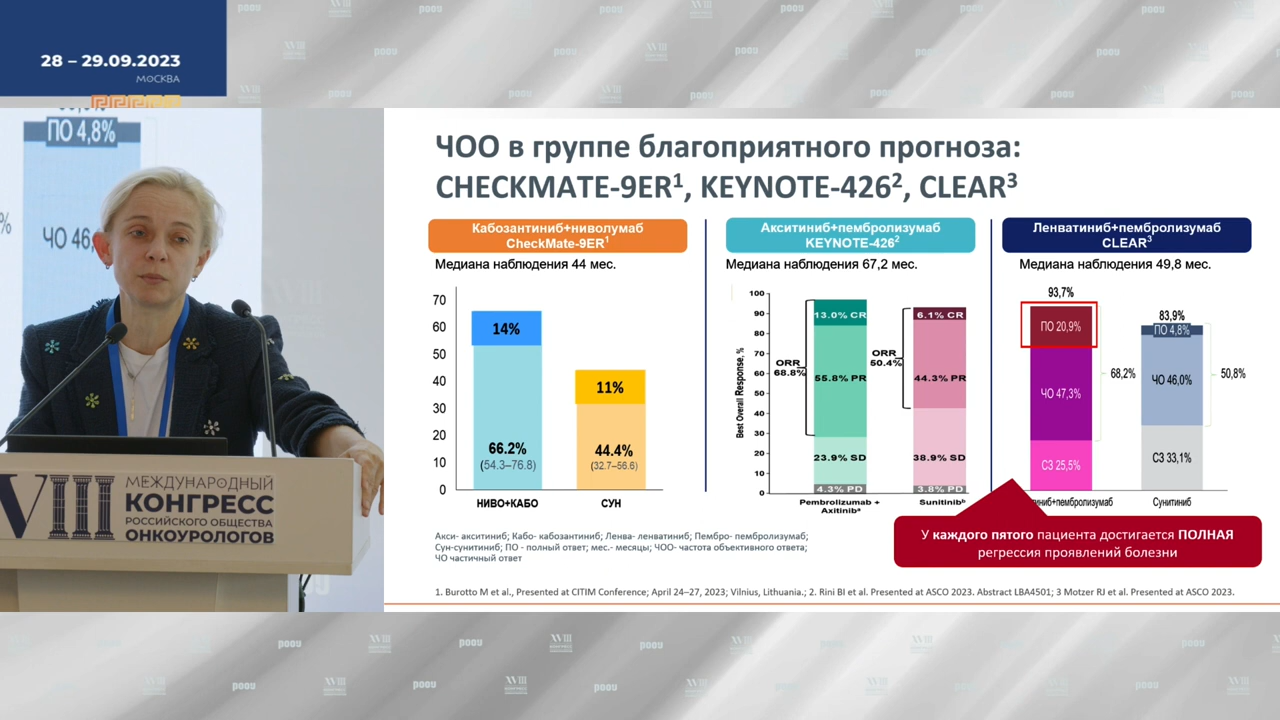 28 – 29.09.2023
МОСКВА
ПО 4,8%
ЧО 46,
VIII
МЕЖДУНАРОДНЫЙ
КОНГРЕСС
РОССИЙСКОГО ОБЩЕСТВА
ОНКОУРОЛОГОВ
ЧОО в группе благоприятного прогноза:
CHECKMATE-9ER¹, KEYNOTE-426², CLEAR³
Кабозантиниб+ниволумаб
CheckMate-9ER¹
Медиана наблюдения 44 мес.
70
60
50
40
30
20
10
0
14%
66.2%
(54.3–76.8)
11%
44.4%
(32.7–56.6)
НИВО+КАБО
СУН
Акситиниб+пембролизумаб
KEYNOTE-426²
Медиана наблюдения 67,2 мес.
Best Overall Response, %
100
90
80
70
60
50
40
30
20
10
0
ORR
68.8%
13.0% CR
55.8% PR
23.9% SD
4.3% PD
ORR
50.4%
6.1% CR
44.3% PR
38.9% SD
3.8% PD
Pembrolizumab +
Axitinibᵃ
Sunitinibᵇ
Ленватиниб+пембролизумаб
CLEAR³
Медиана наблюдения 49,8 мес.
93,7%
ПО 20,9%
ЧО 47,3%
СЗ 25,5%
68,2%
83,9%
ПО 4,8%
ЧО 46,0%
СЗ 33,1%
50,8%
иниб+пембролизумаб
Сунитиниб
У каждого пятого пациента достигается ПОЛНАЯ
регрессия проявлений болезни
Акси- акситиниб; Кабо- кабозантиниб; Ленва- ленватиниб; Пембро- пембролизумаб;
Сун-сунитиниб; ПО - полный ответ; мес.- месяцы; ЧОО- частота объективного ответа;
ЧО частичный ответ
1. Burotto M et al., Presented at CITIM Conference; April 24–27, 2023; Vilnius, Lithuania.; 2. Rini BI et al. Presented at ASCO 2023. Abstract LBA4501; 3 Motzer RJ et al. Presented at ASCO 2023.